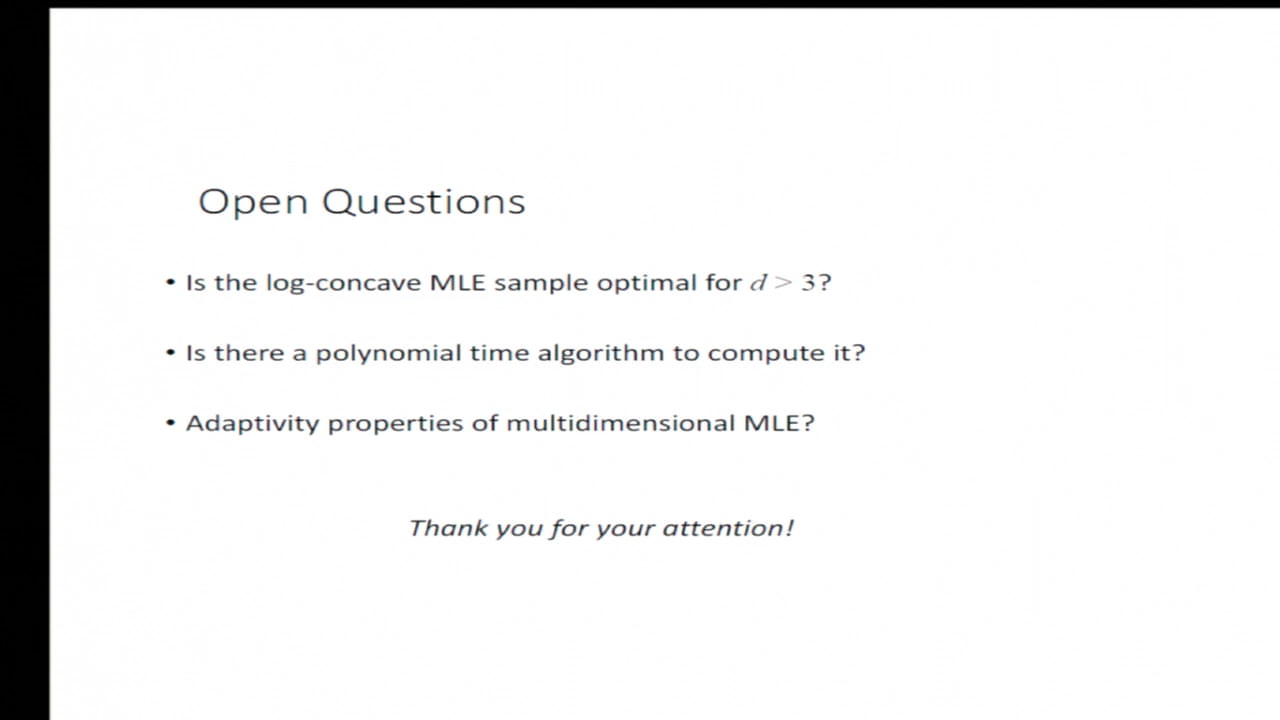 Open Questions
• Is the log-concave MLE sample optimal for d > 3?
• Is there a polynomial time algorithm to compute it?
• Adaptivity properties of multidimensional MLE?
Thank you for your attention!